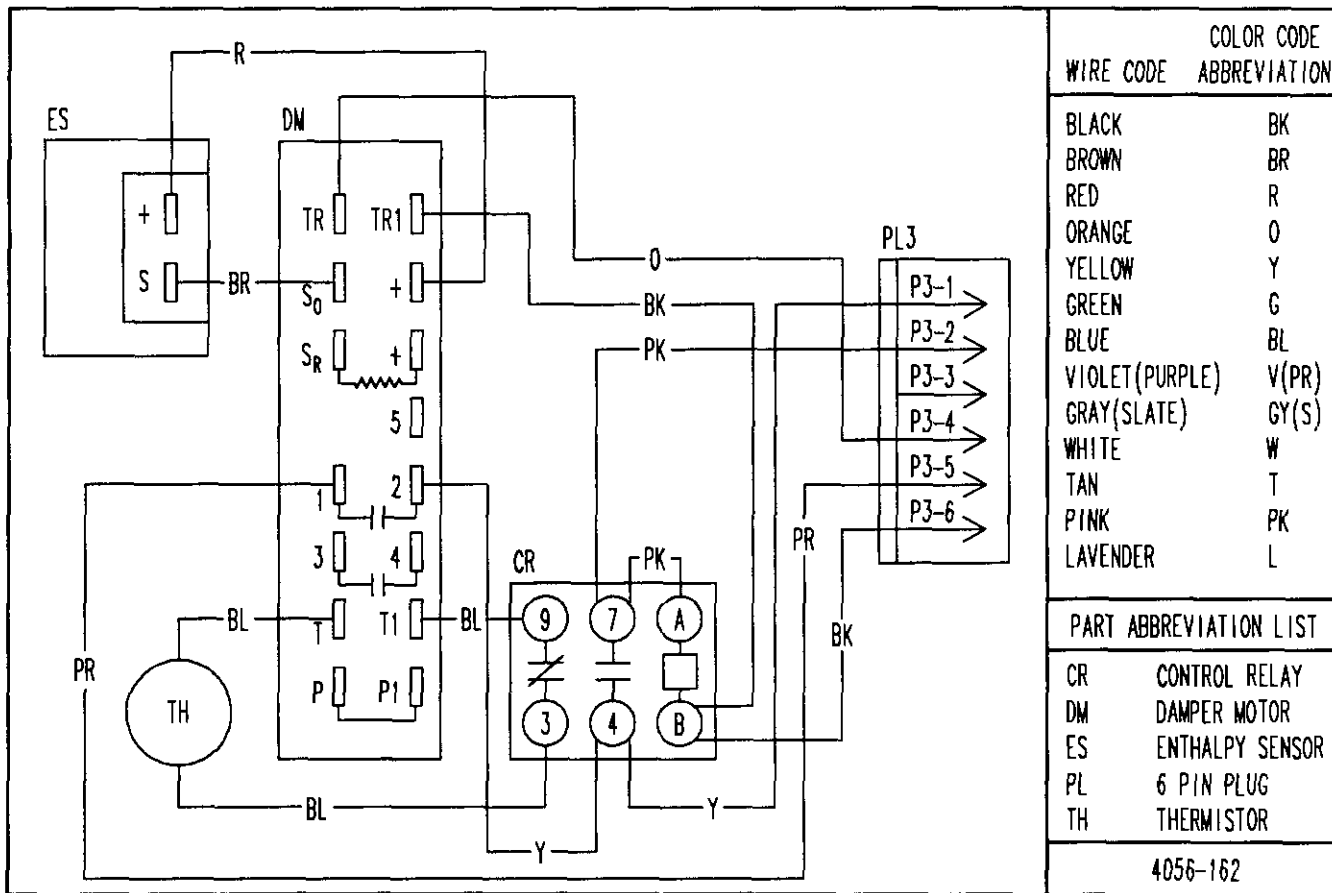 R
ES
DM
+
TR TR1
S BR
S0 +
O
BK
PK
SR +
5
1 2
3 4
PR
BL T T1 BL
P P1
TH
BL
Y
CR
PK
9 7 A
3 4 B
Y
BK
PR
PL3
P3-1
P3-2
P3-3
P3-4
P3-5
P3-6
COLOR CODE
WIRE CODE ABBREVIATION
BLACK BK
BROWN BR
RED R
ORANGE O
YELLOW Y
GREEN G
BLUE BL
VIOLET(PURPLE) V(PR)
GRAY(SLATE) GY(S)
WHITE W
TAN T
PINK PK
LAVENDER L
PART ABBREVIATION LIST
CR CONTROL RELAY
DM DAMPER MOTOR
ES ENTHALPY SENSOR
PL 6 PIN PLUG
TH THERMISTOR
4056-162